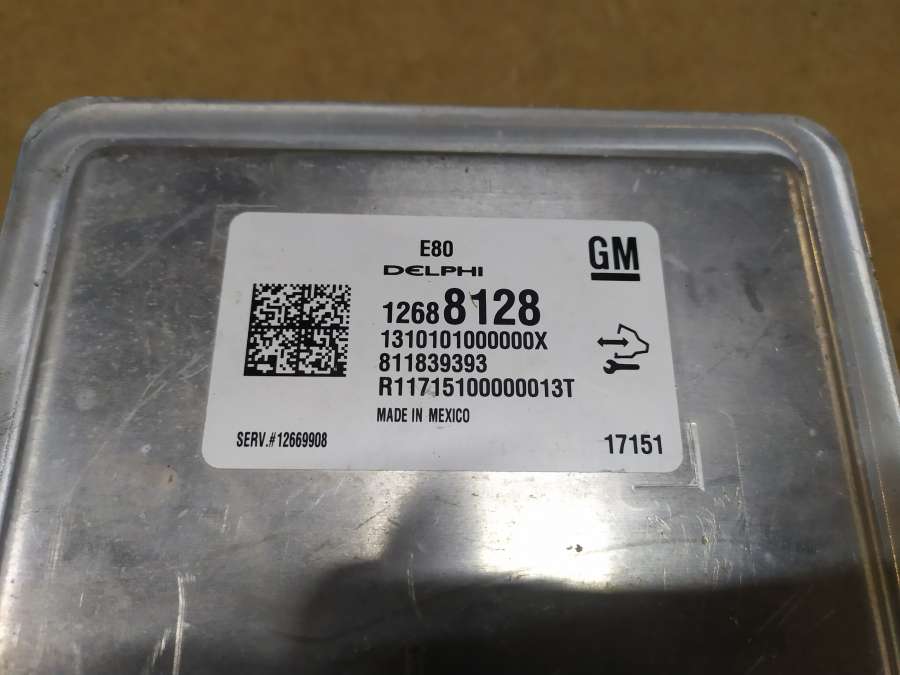 E80
DELPHI
GM
12688128
1310101000000X
811839393
R11715100000013T
MADE IN MEXICO
SERV.#12669908
17151